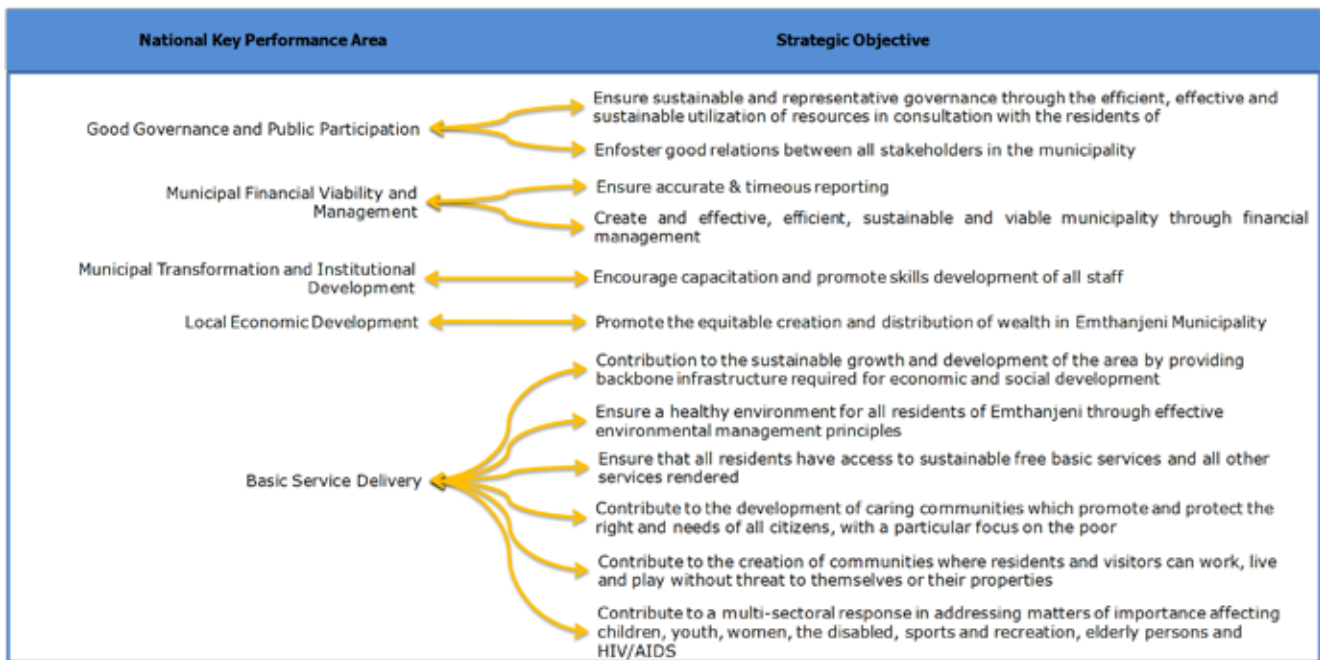 National Key Performance Area
Strategic Objective
Good Governance and Public Participation
Ensure sustainable and representative governance through the efficient, effective and
sustainable utilization of resources in consultation with the residents of
Enfoster good relations between all stakeholders in the municipality
Municipal Financial Viability and
Management
Ensure accurate & timeous reporting
Create and effective, efficient, sustainable and viable municipality through financial
management
Municipal Transformation and Institutional
Development
Encourage capacitation and promote skills development of all staff
Local Economic Development
Promote the equitable creation and distribution of wealth in Emthanjeni Municipality
Basic Service Delivery
Contribution to the sustainable growth and development of the area by providing
backbone infrastructure required for economic and social development
Ensure a healthy environment for all residents of Emthanjeni through effective
environmental management principles
Ensure that all residents have access to sustainable free basic services and all other
services rendered
Contribute to the development of caring communities which promote and protect the
right and needs of all citizens, with a particular focus on the poor
Contribute to the creation of communities where residents and visitors can work, live
and play without threat to themselves or their properties
Contribute to a multi-sectoral response in addressing matters of importance affecting
children, youth, women, the disabled, sports and recreation, elderly persons and
HIV/AIDS